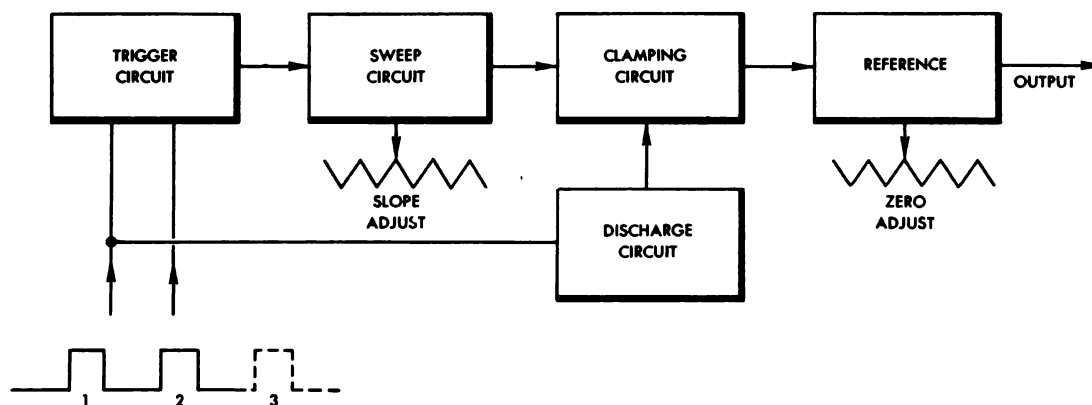 TRIGGER
CIRCUIT
SWEEP
CIRCUIT
CLAMPING
CIRCUIT
REFERENCE
OUTPUT
SLOPE
ADJUST
ZERO
ADJUST
DISCHARGE
CIRCUIT
1 2 3